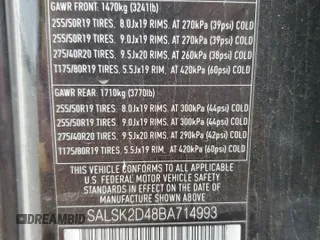 GAWR FRONT: 1470kg (3241lb)
255/50R19 TIRES, 8.0Jx19 RIMS, AT 270kPa (39psi) COLD
255/50R19 TIRES, 9.0Jx19 RIMS, AT 270kPa (39psi) COLD
275/40R20 TIRES, 9.5Jx20 RIMS, AT 260kPa (38psi) COLD
T175/80R19 TIRES, 5.5Jx19 RIM, AT 420kPa (60psi) COLD
GAWR REAR: 1710kg (3770lb)
255/50R19 TIRES, 8.0Jx19 RIMS, AT 300kPa (44psi) COLD
255/50R19 TIRES, 9.0Jx19 RIMS, AT 300kPa (44psi) COLD
275/40R20 TIRES, 9.5Jx20 RIMS, AT 290kPa (42psi) COLD
T175/80R19 TIRES, 5.5Jx19 RIM, AT 420kPa (60psi) COLD
THIS VEHICLE CONFORMS TO ALL APPLICABLE
U.S. FEDERAL MOTOR VEHICLE SAFETY
STANDARDS IN EFFECT ON THE DATE OF
MANUFACTURE SHOWN ABOVE.
SALSK2D48BA714993